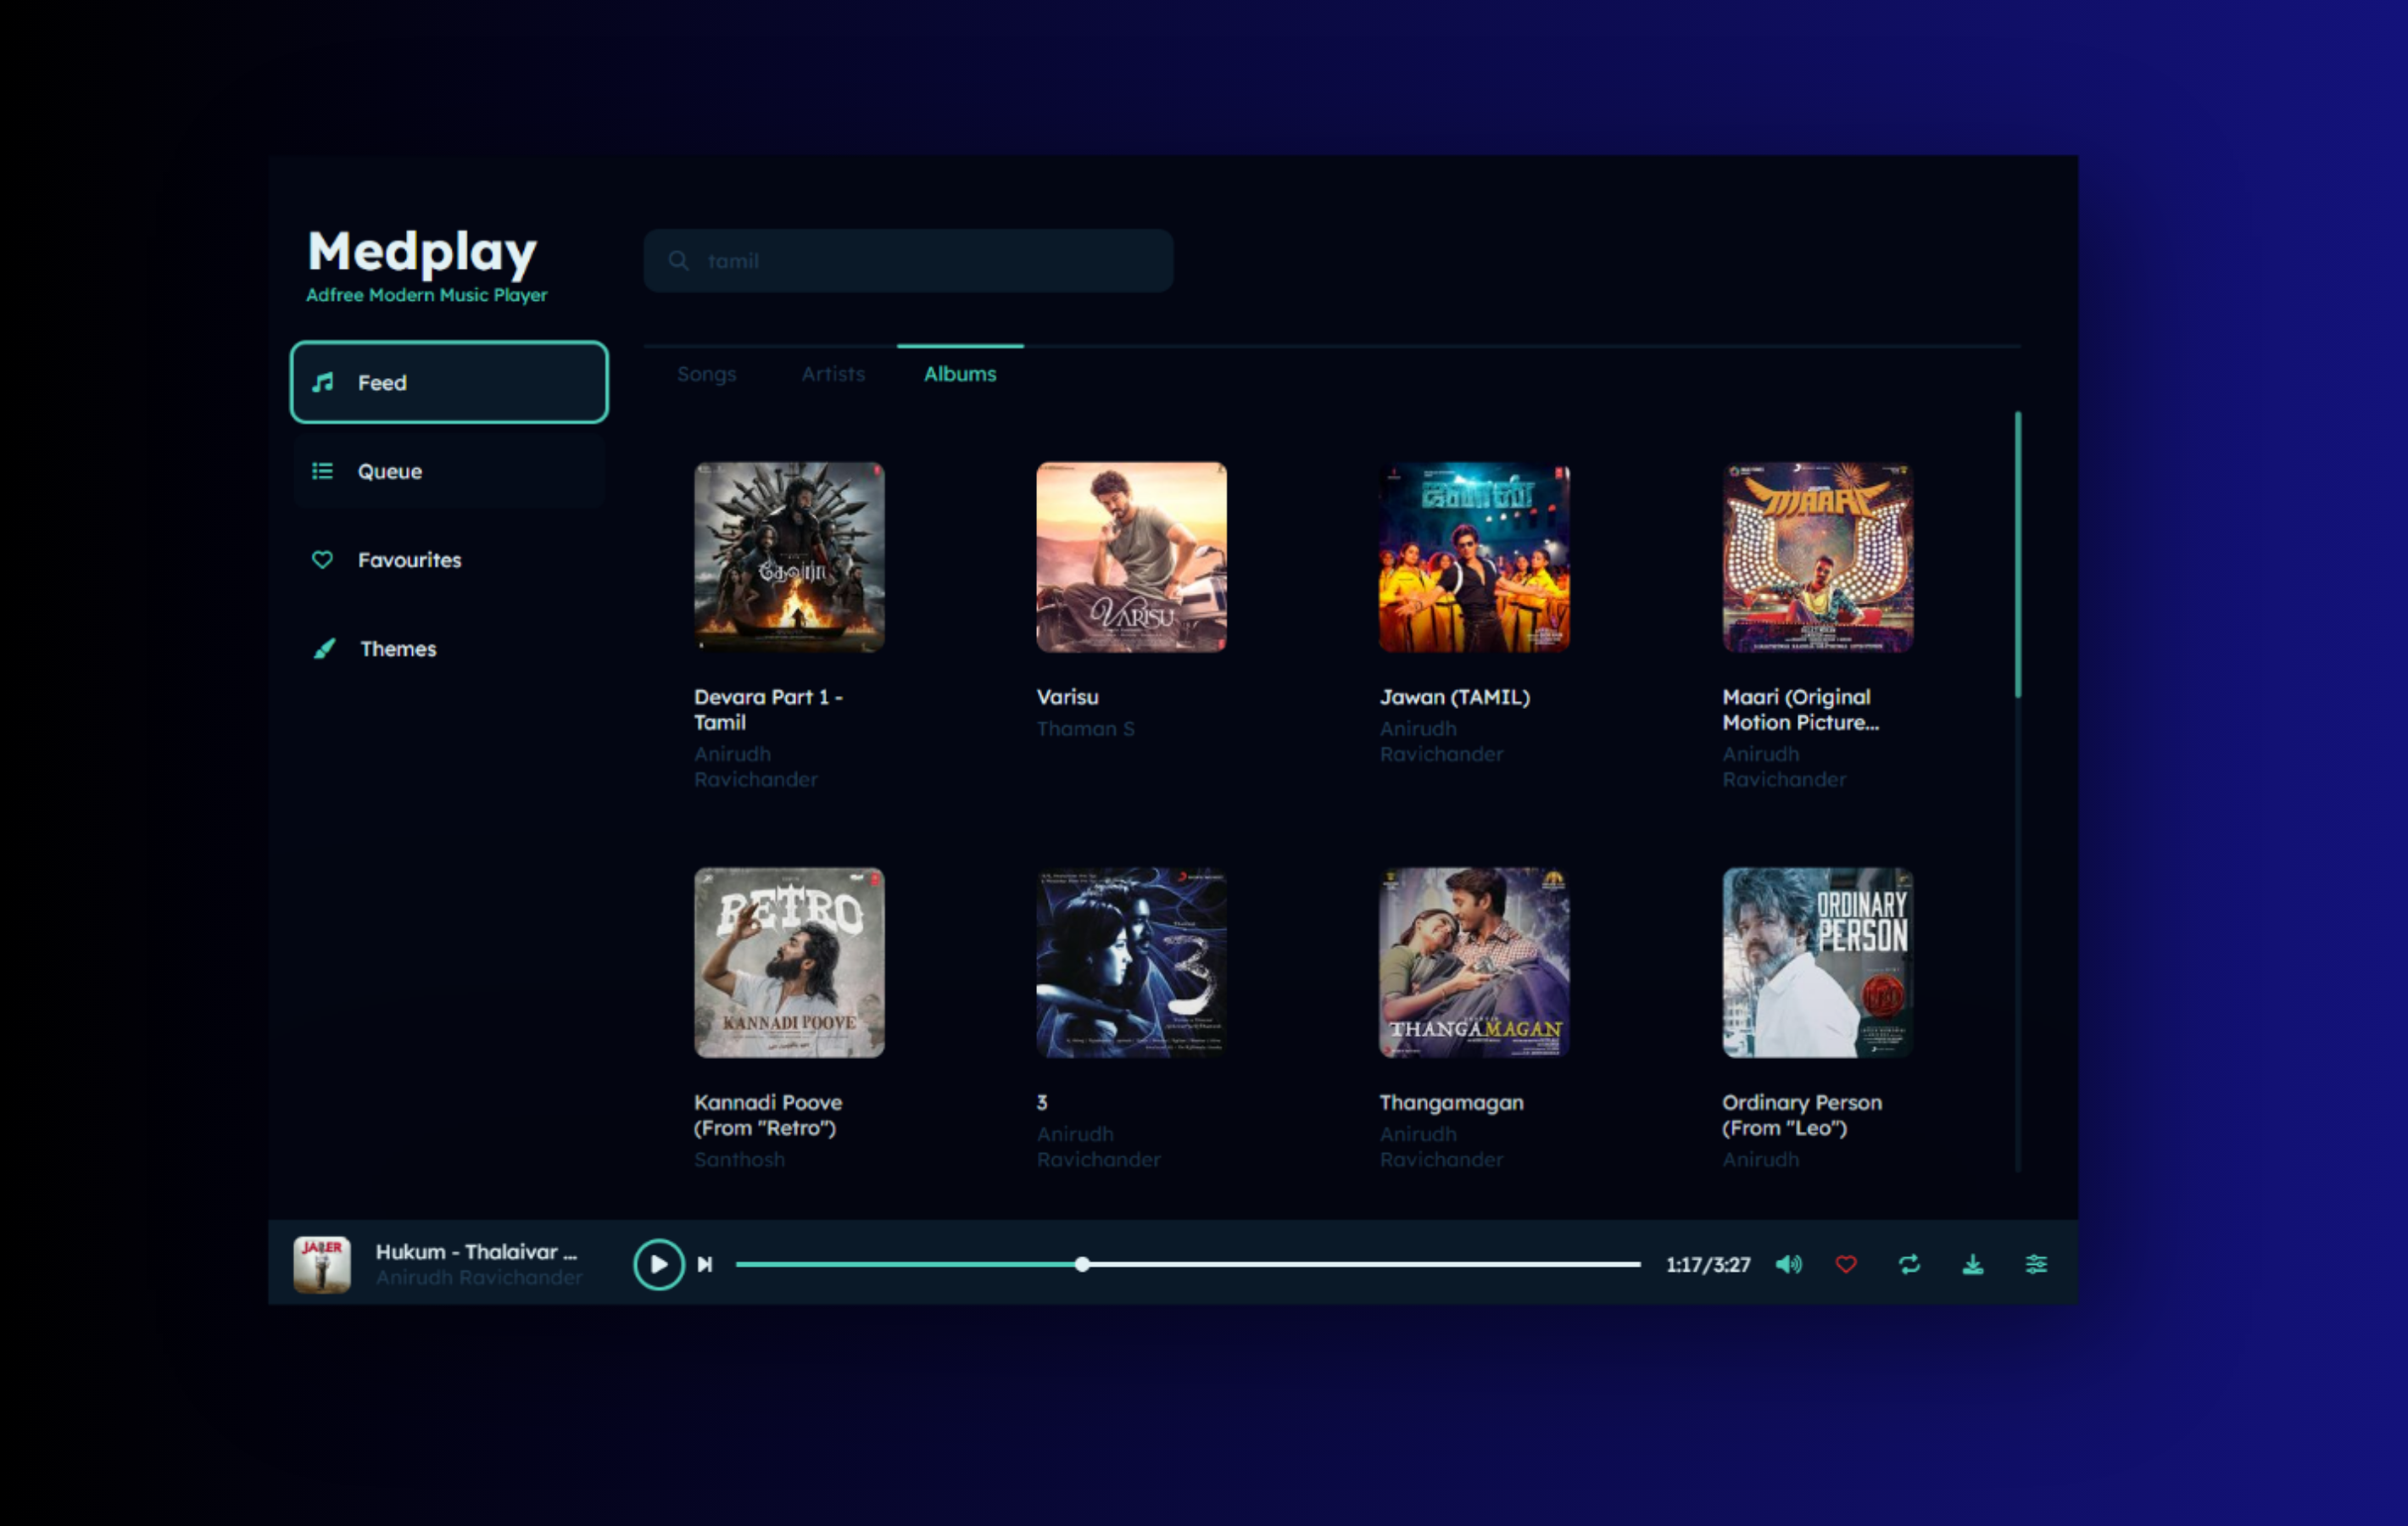 Medplay
Adfree Modern Music Player
tamil
Feed
Queue
Favourites
Themes
Songs Artists Albums
தேவரா
VARISU
ஜவான்
MAARI
Devara Part 1 -
Tamil
Anirudh
Ravichander
Varisu
Thaman S
Jawan (TAMIL)
Anirudh
Ravichander
Maari (Original
Motion Picture...
Anirudh
Ravichander
RETRO
KANNADI POOVE
3
THANGAMAGAN
ORDINARY
PERSON
Kannadi Poove
(From "Retro")
Santhosh
3
Anirudh
Ravichander
Thangamagan
Anirudh
Ravichander
Ordinary Person
(From "Leo")
Anirudh
JAILER
Hukum - Thalaivar ...
Anirudh Ravichander
1:17/3:27